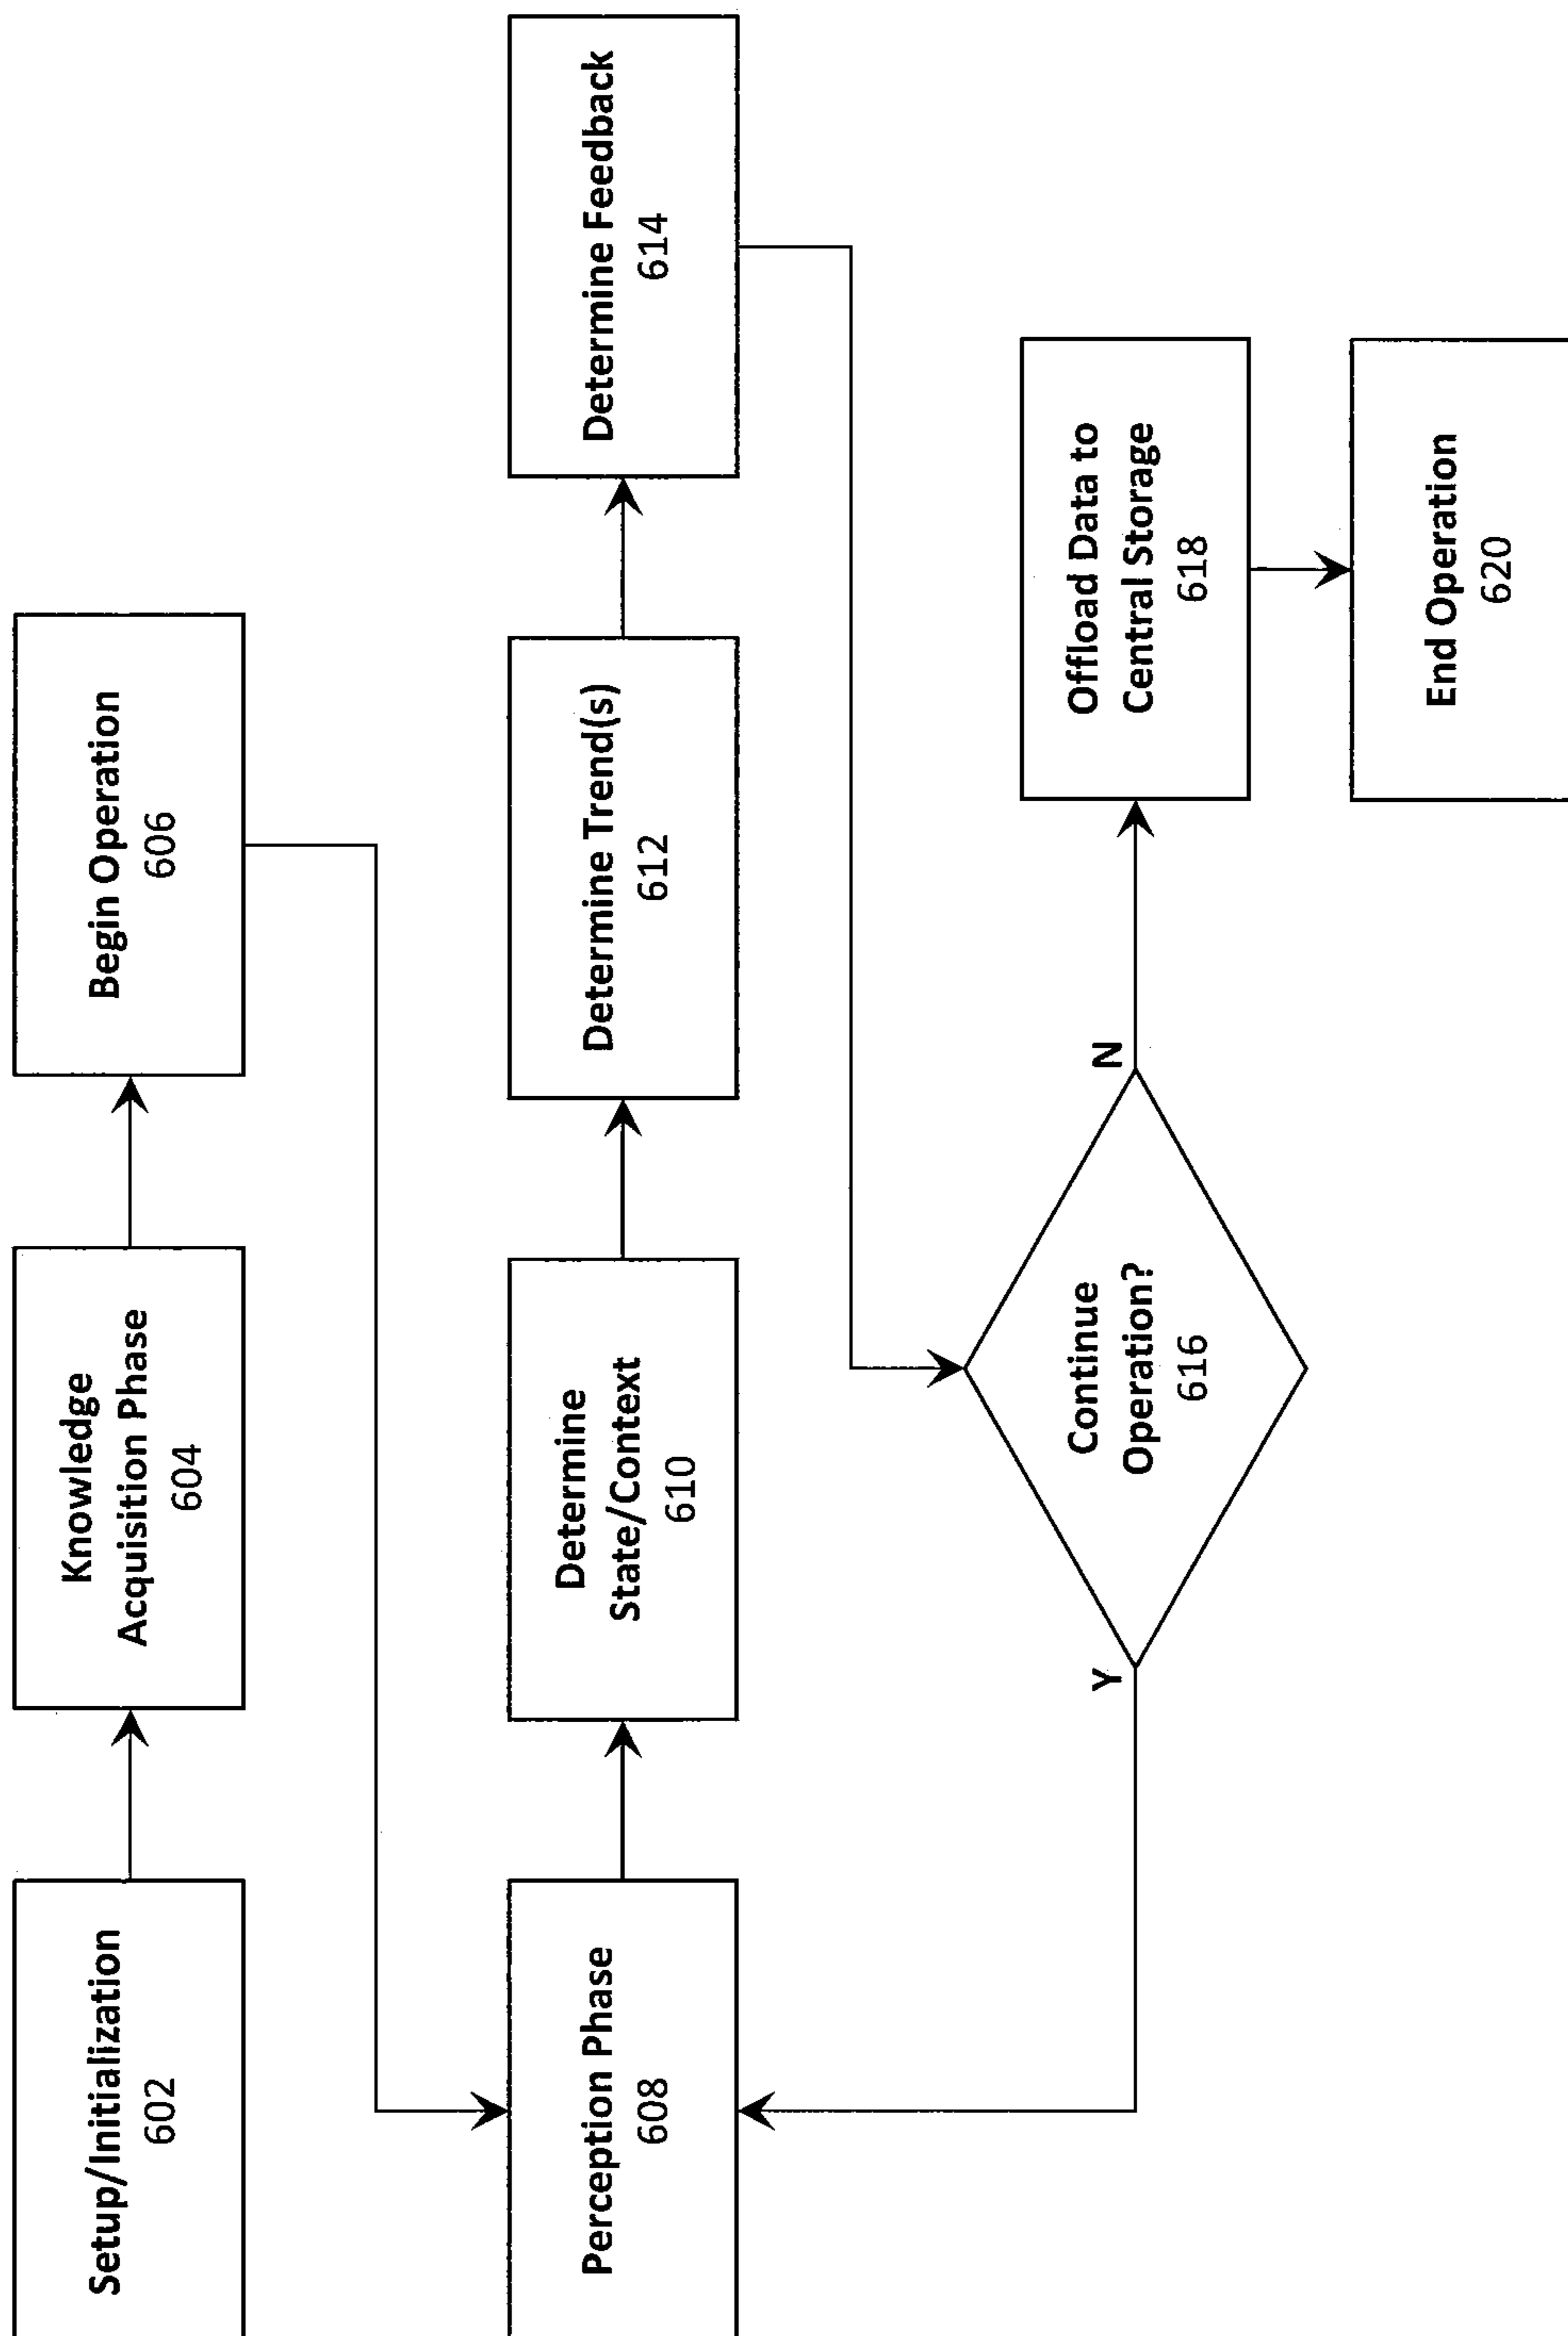 Setup/Initialization
602
Knowledge
Acquisition Phase
604
Begin Operation
606
Perception Phase
608
Determine
State/Context
610
Determine Trend(s)
612
Determine Feedback
614
Y
Continue
Operation?
616
N
Offload Data to
Central Storage
618
End Operation
620